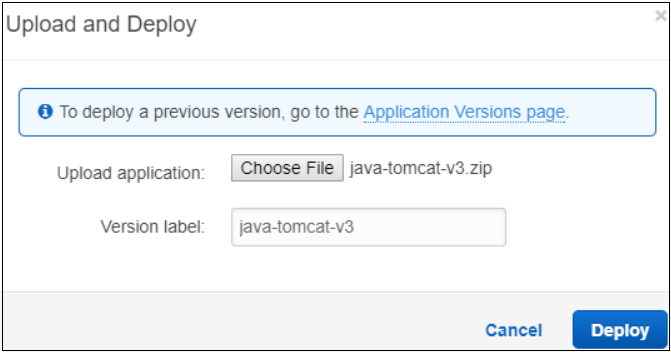 Upload and Deploy
×
To deploy a previous version, go to the Application Versions page.
Upload application: Choose File java-tomcat-v3.zip
Version label: java-tomcat-v3
Cancel Deploy